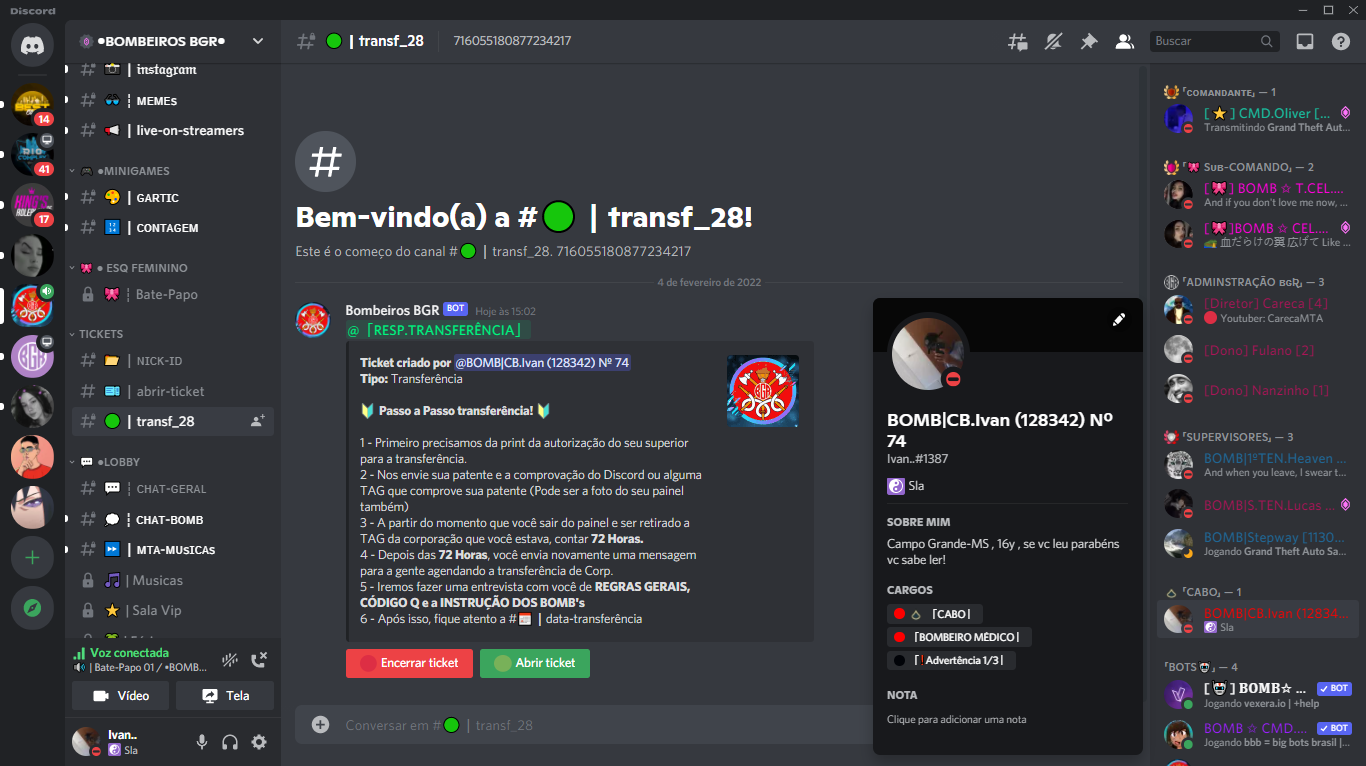 Discord
•BOMBEIROS BGR•
| instagram
¦ MEMEs
| live-on-streamers
•MINIGAMES
| GARTIC
| CONTAGEM
• ESQ FEMININO
¦ Bate-Papo
TICKETS
¦ NICK-ID
| abrir-ticket
| transf_28
•LOBBY
¦ CHAT-GERAL
¦ CHAT-BOMB
| MTA-MUSICAS
| Musicas
| Sala Vip
14
41
17
Voz conectada
| Bate-Papo 01 / •BOMB...
Vídeo
Tela
Ivan..
Sla
| transf_28
716055180877234217
Buscar
Bem-vindo(a) a # | transf_28!
Este é o começo do canal # | transf_28. 716055180877234217
4 de fevereiro de 2022
Bombeiros BGR BOT Hoje às 15:02
@「RESP.TRANSFERÊNCIA」
Ticket criado por @BOMB|CB.Ivan (128342) Nº 74
Tipo: Transferência
Passo a Passo transferência!
1 - Primeiro precisamos da print da autorização do seu superior
para a transferência.
2 - Nos envie sua patente e a comprovação do Discord ou alguma
TAG que comprove sua patente (Pode ser a foto do seu painel
também)
3 - A partir do momento que você sair do painel e ser retirado a
TAG da corporação que você estava, contar 72 Horas.
4 - Depois das 72 Horas, você envia novamente uma mensagem
para a gente agendando a transferência de Corp.
5 - Iremos fazer uma entrevista com você de REGRAS GERAIS,
CÓDIGO Q e a INSTRUÇÃO DOS BOMB's
6 - Após isso, fique atento a # | data-transferência
Encerrar ticket
Abrir ticket
Conversar em # | transf_28
BOMB|CB.Ivan (128342) Nº
74
Ivan..#1387
Sla
SOBRE MIM
Campo Grande-MS , 16y , se vc leu parabéns
vc sabe ler!
CARGOS
「CABO」
「BOMBEIRO MÉDICO」
「❗Advertência 1/3」
NOTA
Clique para adicionar uma nota
「COMANDANTE」 — 1
[ ⭐ ] CMD.Oliver [...
Transmitindo Grand Theft Aut...
「 SUB-COMANDO」 — 2
[ ] BOMB ☆ T.CEL....
And if you don't love me now, ...
[ ]BOMB ☆ CEL....
血だらけの翼 広げて Like ...
「ADMINSTRAÇÃO BGR」 — 3
[Diretor] Careca [4]
Youtuber: CarecaMTA
[Dono] Fulano [2]
[Dono] Nanzinho [1]
「SUPERVISORES」 — 3
BOMB|1ºTEN.Heaven ...
And when you leave, I swear t...
BOMB|S.TEN.Lucas ...
BOMB|Stepway [1130...
Jogando Grand Theft Auto Sa...
「CABO」 — 1
BOMB|CB.Ivan (12834...
Sla
「BOTS 」 — 4
[ ] BOMB☆ ... BOT
Jogando vexera.io | +help
BOMB ☆ CMD.... BOT
Jogando bbb = big bots brasil |...